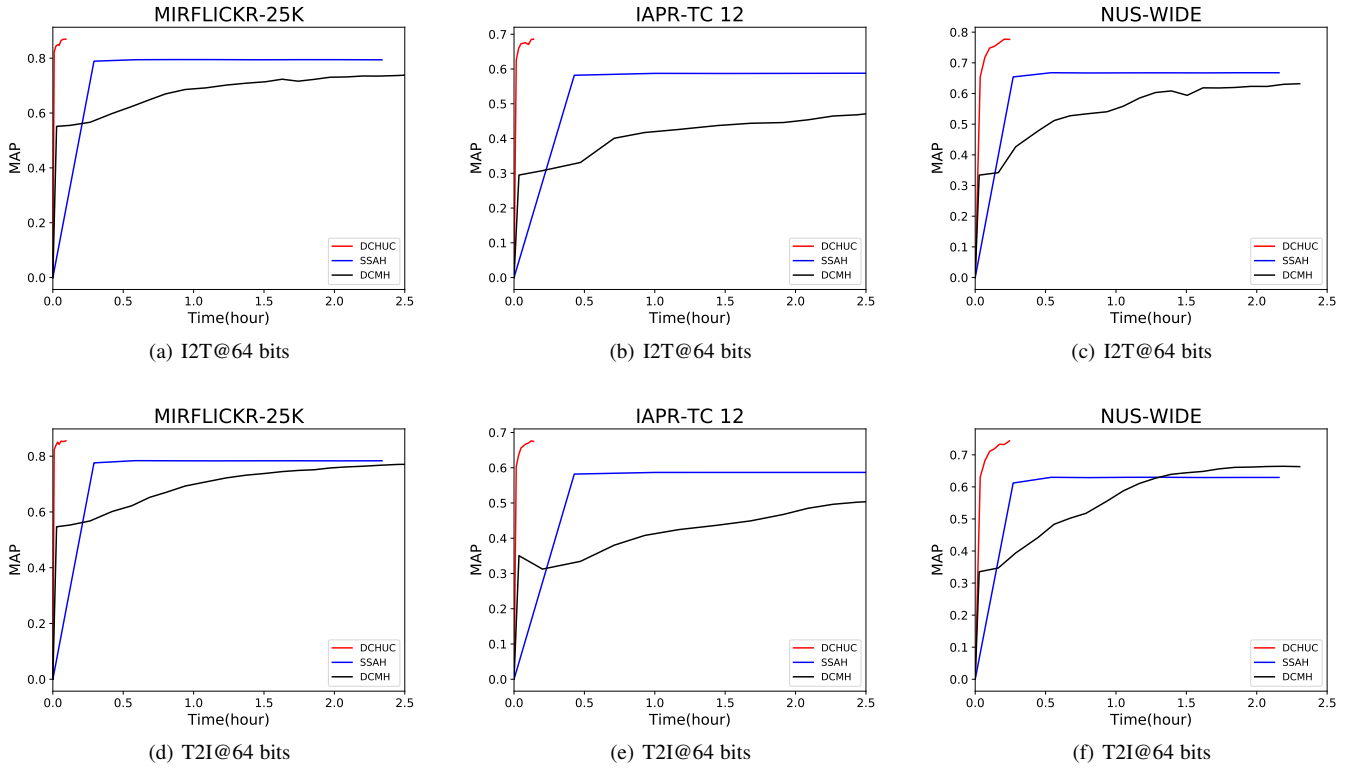 MIRFLICKR-25K
MAP
0.8
0.6
0.4
0.2
0.0
0.0 0.5 1.0 1.5 2.0 2.5
Time(hour)
DCHUC
SSAH
DCMH
(a) I2T@64 bits
IAPR-TC 12
MAP
0.7
0.6
0.5
0.4
0.3
0.2
0.1
0.0
0.0 0.5 1.0 1.5 2.0 2.5
Time(hour)
DCHUC
SSAH
DCMH
(b) I2T@64 bits
NUS-WIDE
MAP
0.8
0.7
0.6
0.5
0.4
0.3
0.2
0.1
0.0
0.0 0.5 1.0 1.5 2.0 2.5
Time(hour)
DCHUC
SSAH
DCMH
(c) I2T@64 bits
MIRFLICKR-25K
MAP
0.8
0.6
0.4
0.2
0.0
0.0 0.5 1.0 1.5 2.0 2.5
Time(hour)
DCHUC
SSAH
DCMH
(d) T2I@64 bits
IAPR-TC 12
MAP
0.7
0.6
0.5
0.4
0.3
0.2
0.1
0.0
0.0 0.5 1.0 1.5 2.0 2.5
Time(hour)
DCHUC
SSAH
DCMH
(e) T2I@64 bits
NUS-WIDE
MAP
0.7
0.6
0.5
0.4
0.3
0.2
0.1
0.0
0.0 0.5 1.0 1.5 2.0 2.5
Time(hour)
DCHUC
SSAH
DCMH
(f) T2I@64 bits